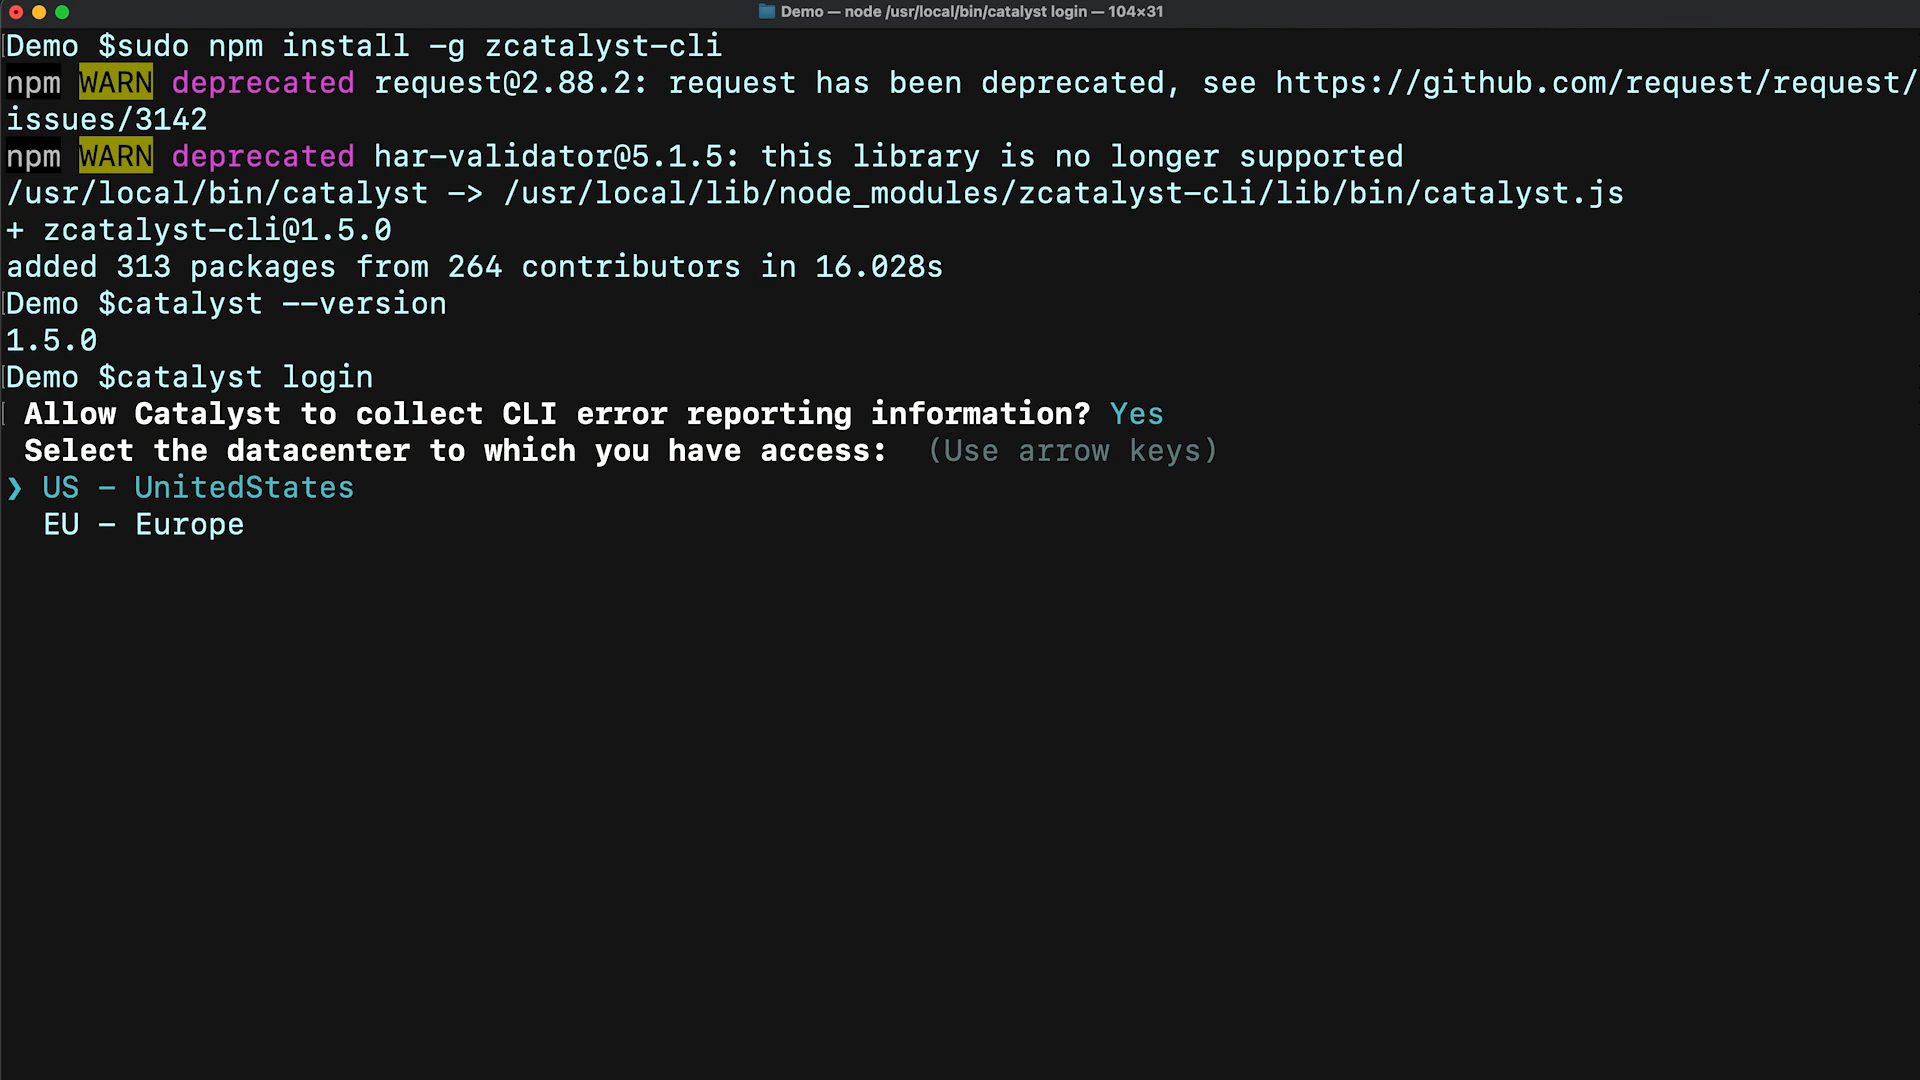 Demo — node /usr/local/bin/catalyst login — 104×31
Demo $sudo npm install -g zcatalyst-cli
npm WARN deprecated request@2.88.2: request has been deprecated, see https://github.com/request/request/
issues/3142
npm WARN deprecated har-validator@5.1.5: this library is no longer supported
/usr/local/bin/catalyst -> /usr/local/lib/node_modules/zcatalyst-cli/lib/bin/catalyst.js
+ zcatalyst-cli@1.5.0
added 313 packages from 264 contributors in 16.028s
Demo $catalyst --version
1.5.0
Demo $catalyst login
Allow Catalyst to collect CLI error reporting information? Yes
Select the datacenter to which you have access:  (Use arrow keys)
❯ US - UnitedStates
EU - Europe